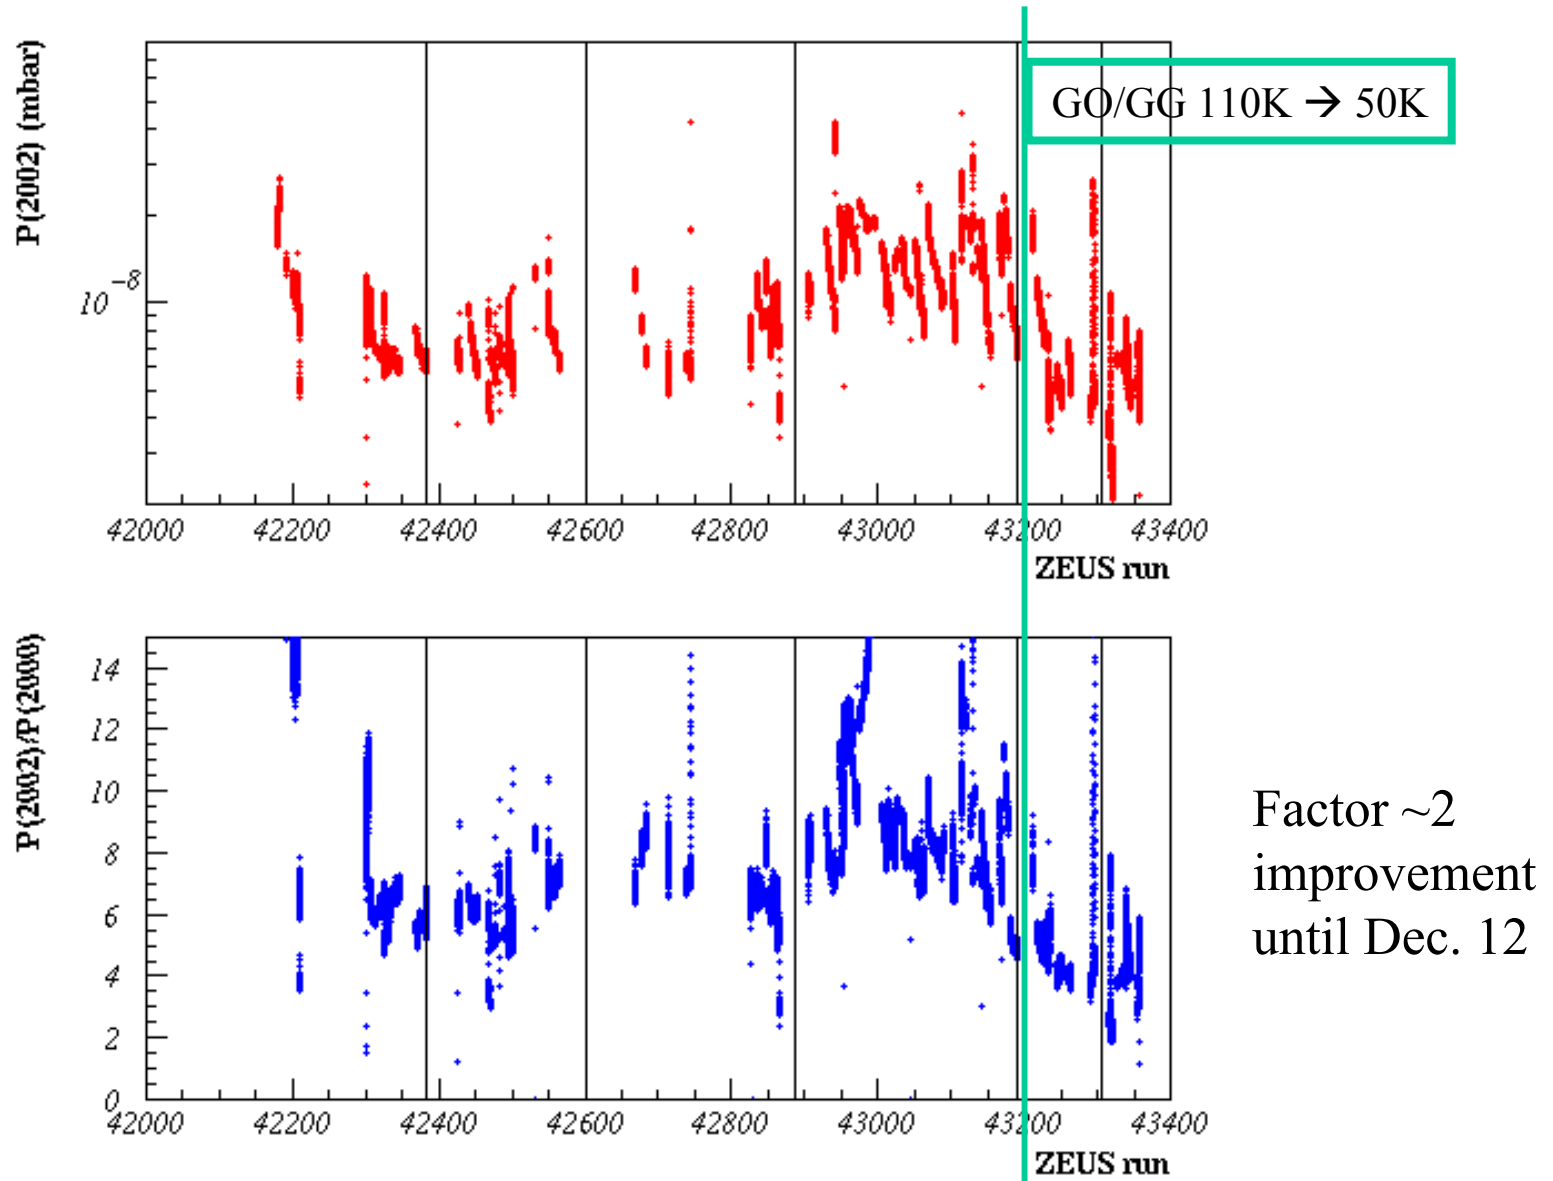 P(2002) (mbar)
GO/GG 110K → 50K
10⁻⁸
42000 42200 42400 42600 42800 43000 43200 43400
ZEUS run
P(2002)/P(2000)
14
12
10
8
6
4
2
0
Factor ~2
improvement
until Dec. 12
42000 42200 42400 42600 42800 43000 43200 43400
ZEUS run